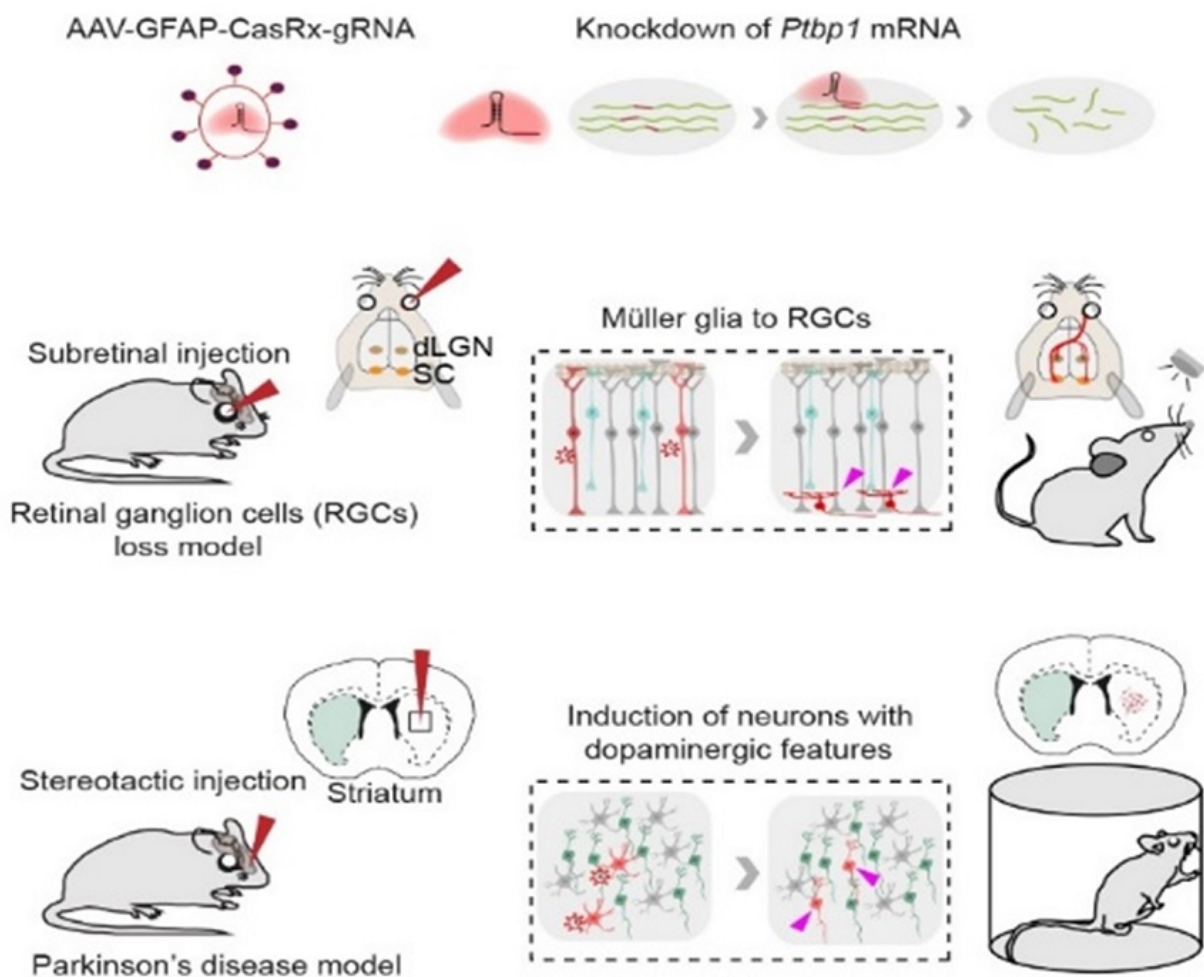 AAV-GFAP-CasRx-gRNA
Knockdown of Ptbp1 mRNA
Subretinal injection
dLGN
SC
Retinal ganglion cells (RGCs)
loss model
Müller glia to RGCs
Stereotactic injection
Striatum
Parkinson's disease model
Induction of neurons with
dopaminergic features